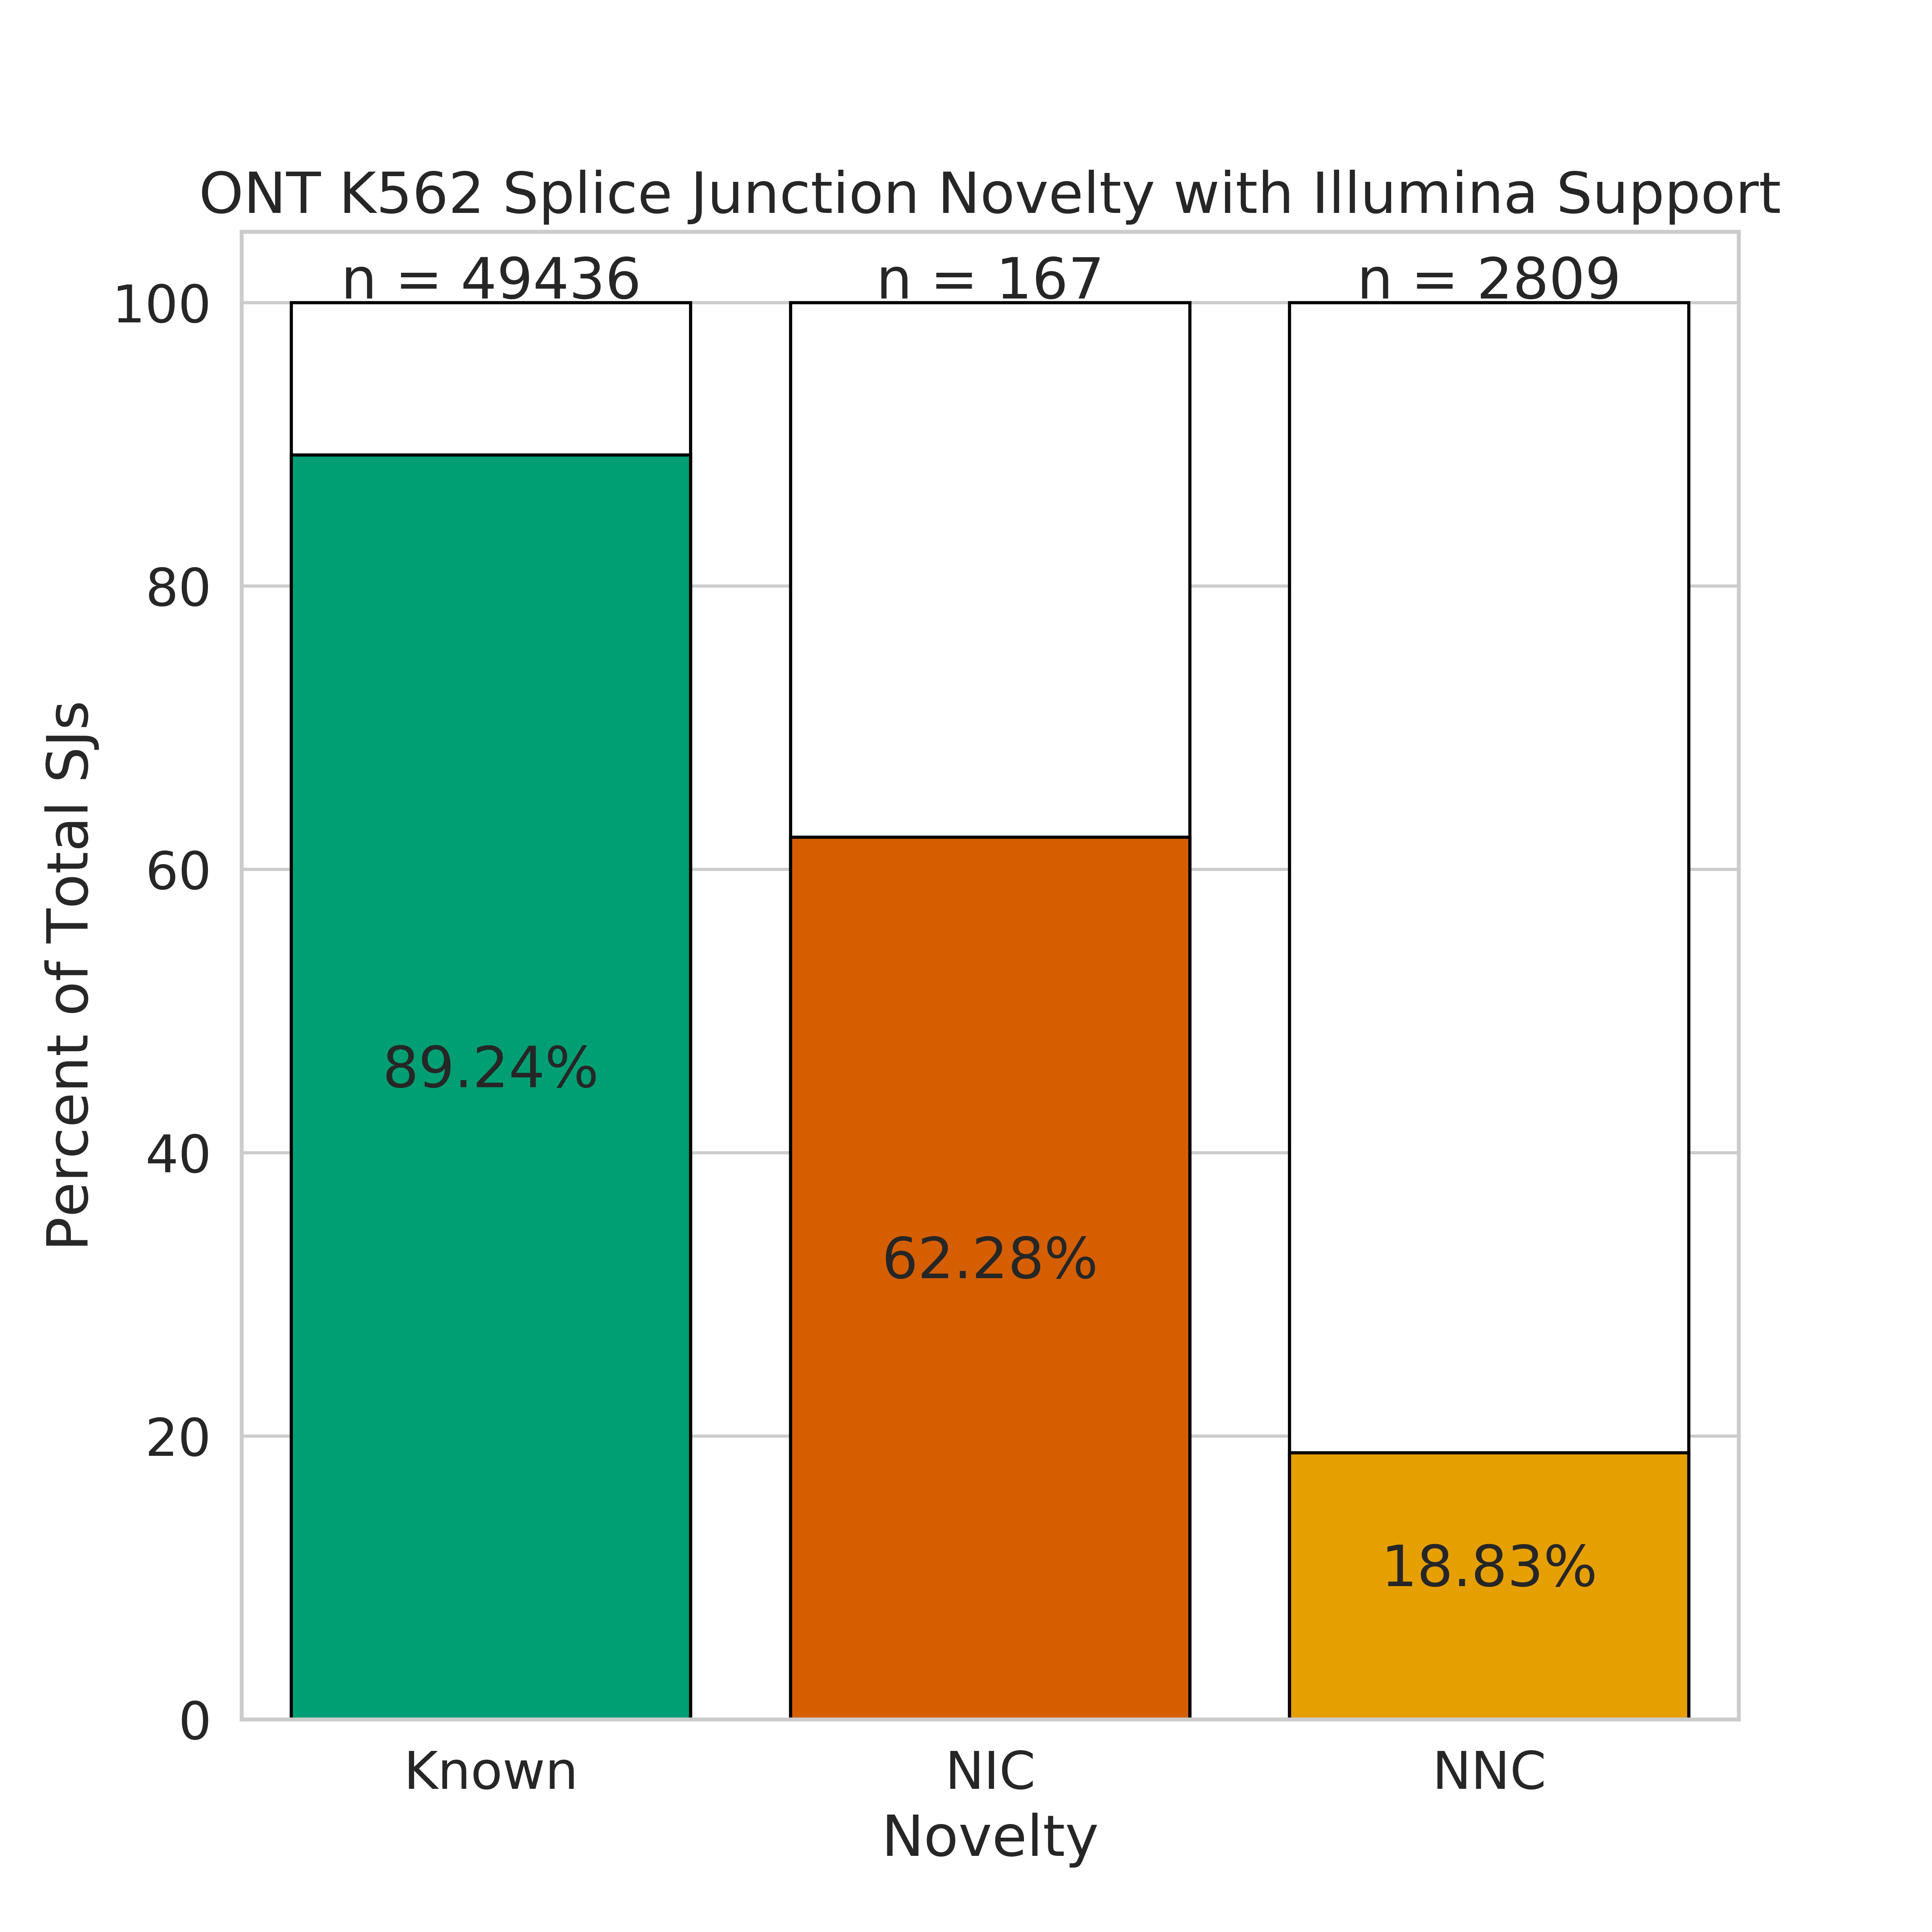 ONT K562 Splice Junction Novelty with Illumina Support
n = 49436 n = 167 n = 2809
100
80
60
40
20
0
Percent of Total SJs
89.24%
62.28%
18.83%
Known NIC NNC
Novelty